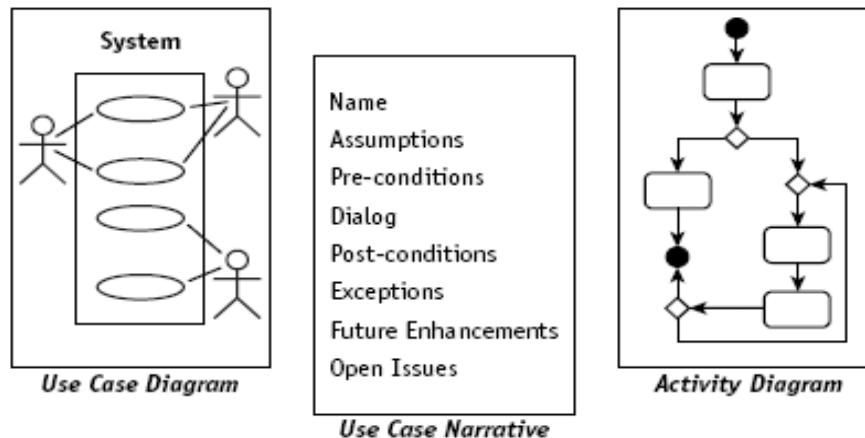 System
Use Case Diagram
Name
Assumptions
Pre-conditions
Dialog
Post-conditions
Exceptions
Future Enhancements
Open Issues
Use Case Narrative
Activity Diagram